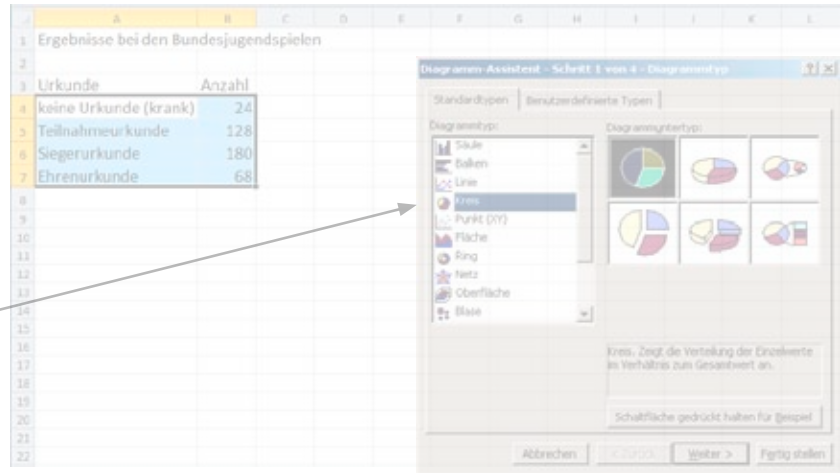 A B C D E F G H I J K L
1 Ergebnisse bei den Bundesjugendspielen
2
3 Urkunde Anzahl
4 keine Urkunde (krank) 24
5 Teilnahmeurkunde 128
6 Siegerurkunde 180
7 Ehrenurkunde 68
8
9
10
11
12
13
14
15
16
17
18
19
20
21
22
Diagramm-Assistent - Schritt 1 von 4 - Diagrammtyp
Standardtypen Benutzerdefinierte Typen
Diagrammtyp:
Säule
Balken
Linie
Kreis
Punkt (XY)
Fläche
Ring
Netz
Oberfläche
Blase
Diagrammuntertyp:
Kreis. Zeigt die Verteilung der Einzelwerte
im Verhältnis zum Gesamtwert an.
Schaltfläche gedrückt halten für Beispiel
Abbrechen < Zurück Weiter > Fertig stellen